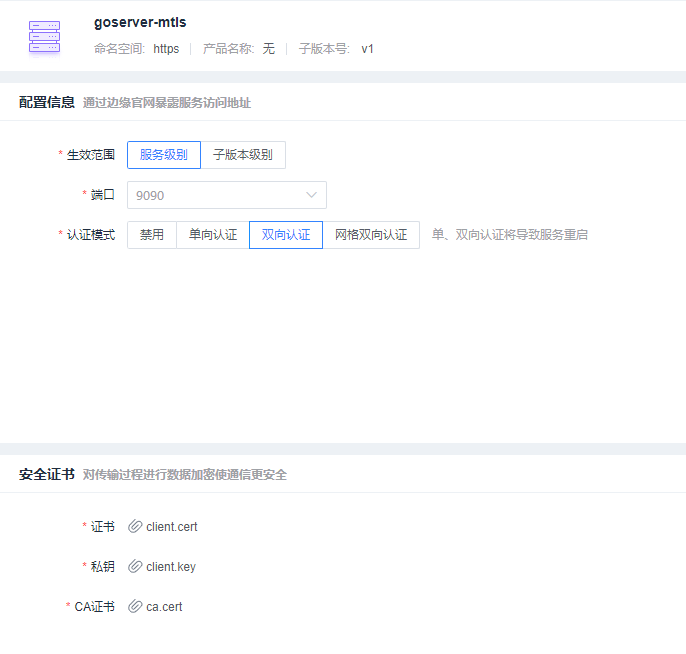 goserver-mtls
命名空间: https 产品名称: 无 子版本号: v1
配置信息 通过边缘官网暴露服务访问地址
* 生效范围 服务级别 子版本级别
* 端口 9090
* 认证模式 禁用 单向认证 双向认证 网格双向认证 单、双向认证将导致服务重启
安全证书 对传输过程进行数据加密使通信更安全
* 证书 client.cert
* 私钥 client.key
* CA证书 ca.cert